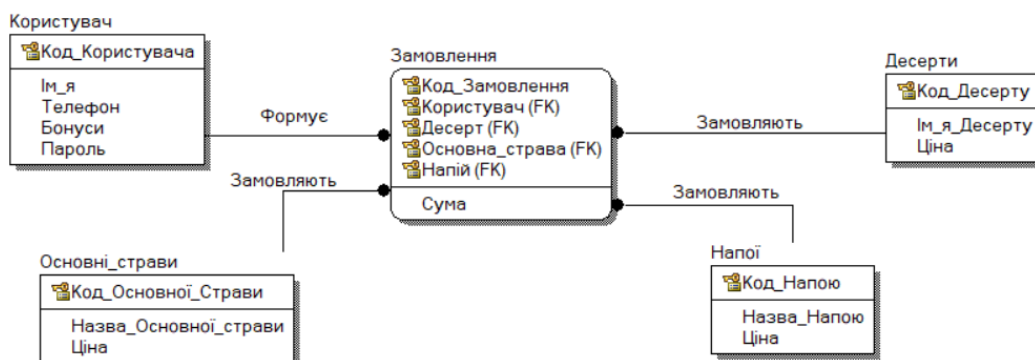 Користувач
Код_Користувача
Ім_я
Телефон
Бонуси
Пароль
Формує
Замовлення
Код_Замовлення
Користувач (FK)
Десерт (FK)
Основна_страва (FK)
Напій (FK)
Сума
Замовляють
Десерти
Код_Десерту
Ім_я_Десерту
Ціна
Замовляють
Замовляють
Основні_страви
Код_Основної_Страви
Назва_Основної_страви
Ціна
Напої
Код_Напою
Назва_Напою
Ціна